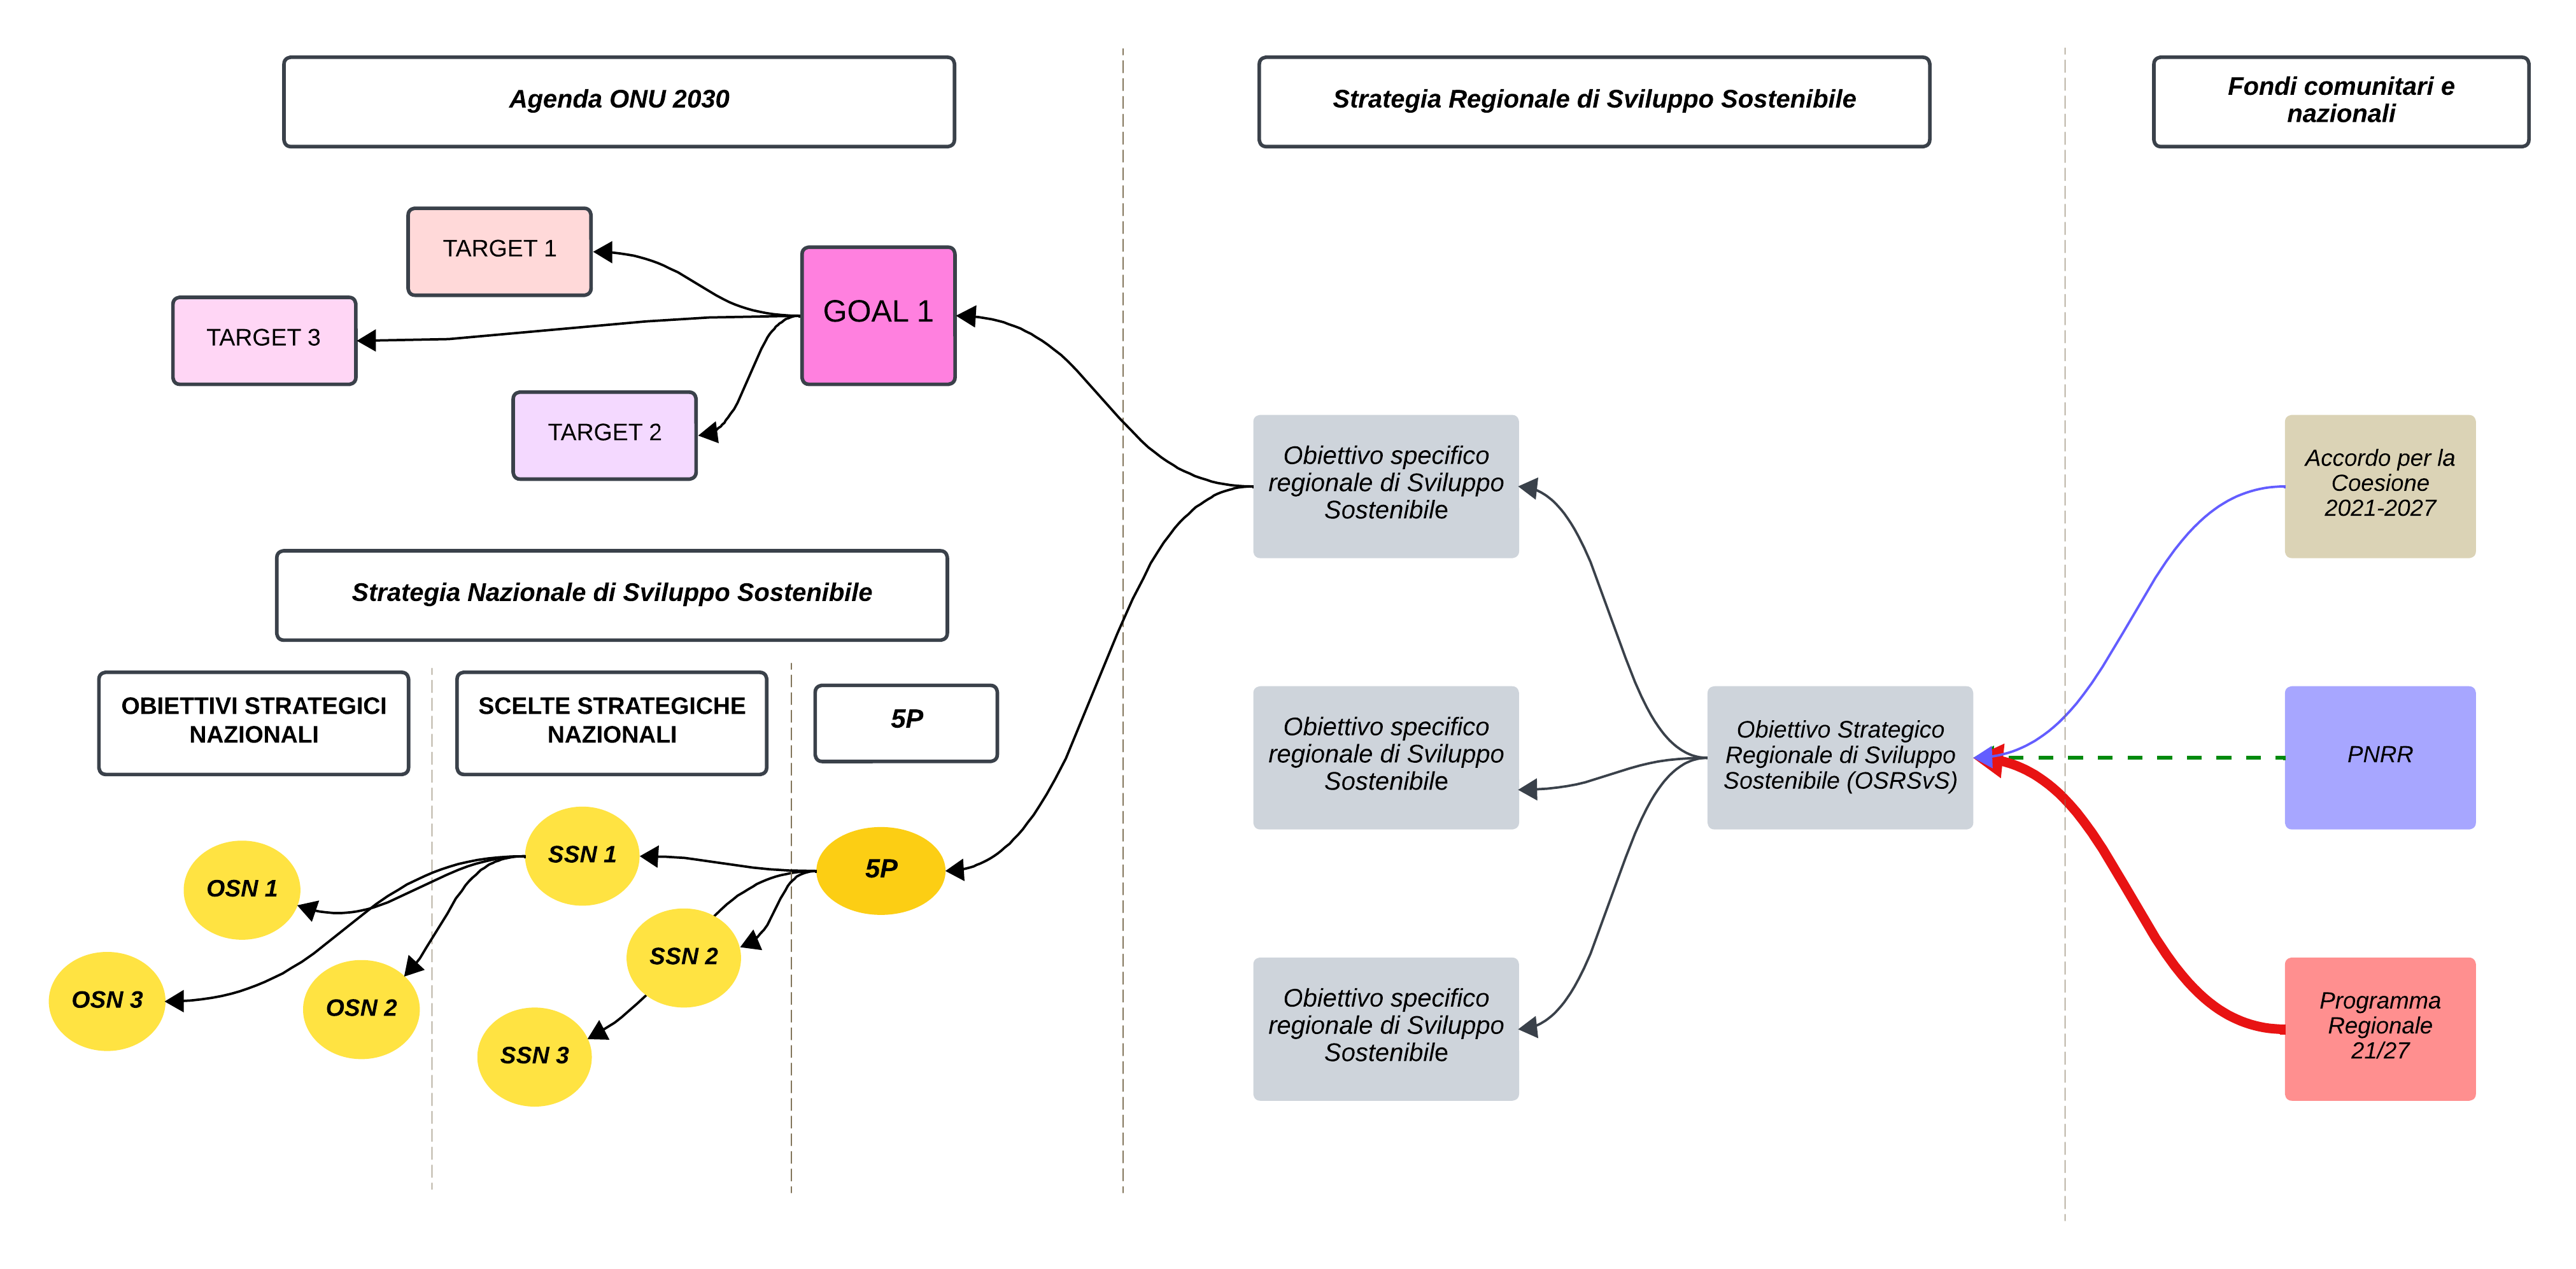 Agenda ONU 2030
Strategia Regionale di Sviluppo Sostenibile
Fondi comunitari e
nazionali
TARGET 1
GOAL 1
TARGET 3
TARGET 2
Strategia Nazionale di Sviluppo Sostenibile
OBIETTIVI STRATEGICI
NAZIONALI
SCELTE STRATEGICHE
NAZIONALI
5P
SSN 1
5P
OSN 1
SSN 2
OSN 3
OSN 2
SSN 3
Obiettivo specifico
regionale di Sviluppo
Sostenibile
Obiettivo specifico
regionale di Sviluppo
Sostenibile
Obiettivo specifico
regionale di Sviluppo
Sostenibile
Obiettivo Strategico
Regionale di Sviluppo
Sostenibile (OSRSvS)
Accordo per la
Coesione
2021-2027
PNRR
Programma
Regionale
21/27